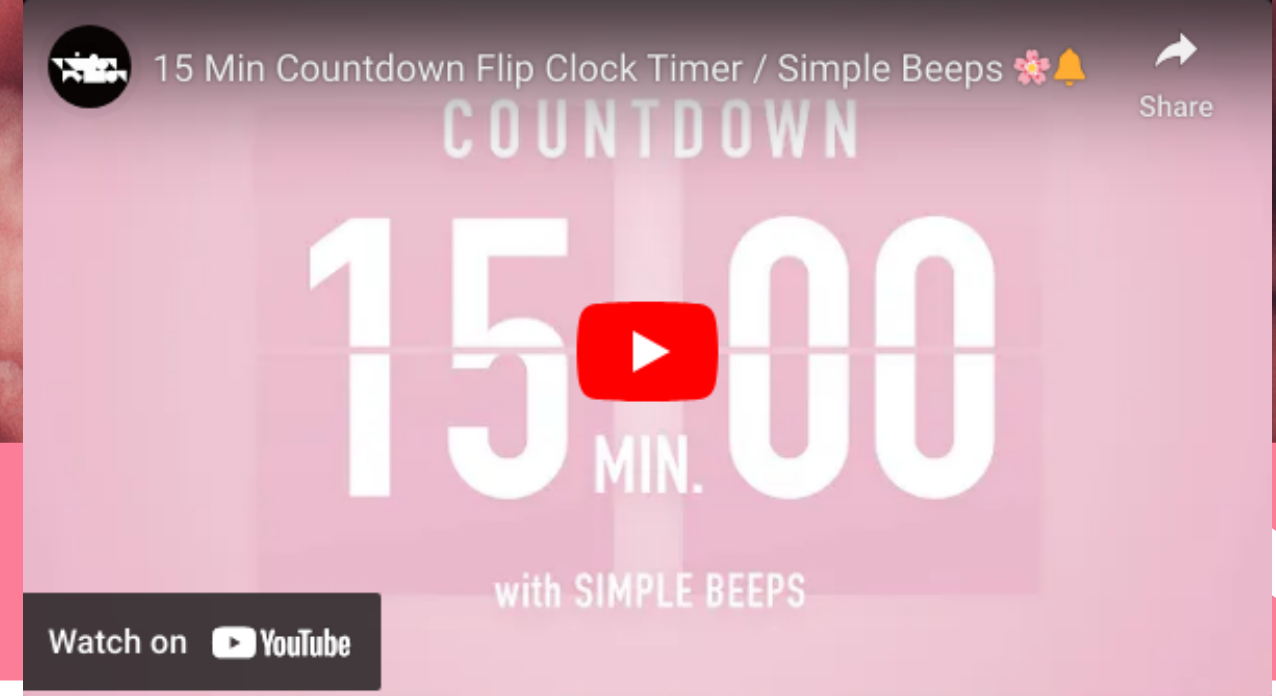 15 Min Countdown Flip Clock Timer / Simple Beeps 🌸🔔
Share
COUNTDOWN
15 00
MIN.
with SIMPLE BEEPS
Watch on YouTube